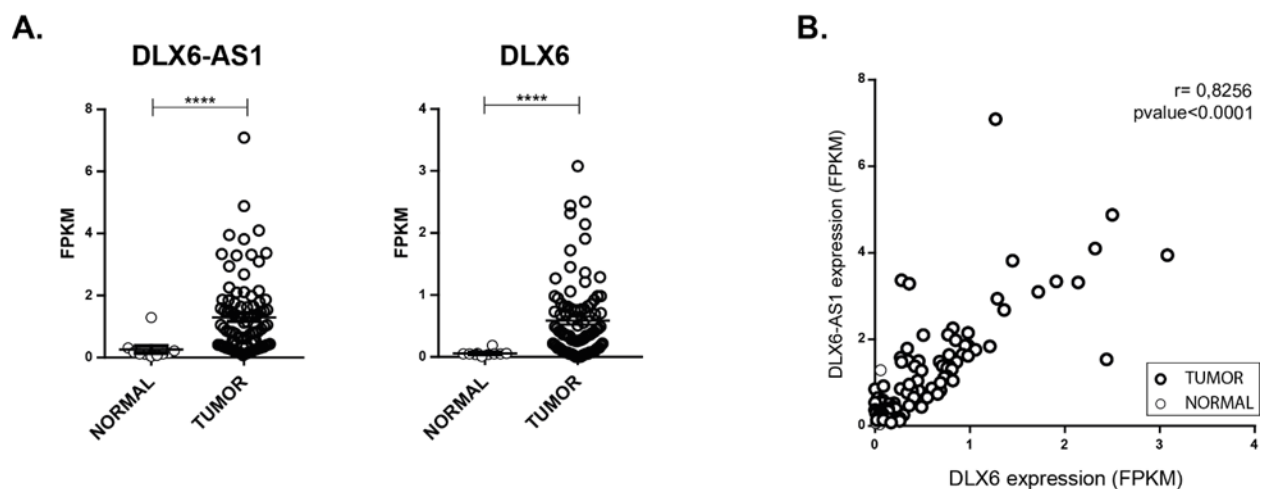 A.
DLX6-AS1
****
FPKM
8
6
4
2
0
NORMAL
TUMOR
DLX6
****
FPKM
4
3
2
1
0
NORMAL
TUMOR
B.
r= 0,8256
pvalue<0.0001
DLX6-AS1 expression (FPKM)
8
6
4
2
0
TUMOR
NORMAL
0
1
2
3
4
DLX6 expression (FPKM)